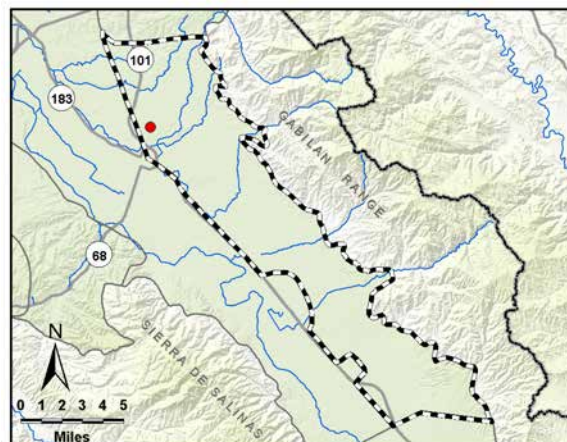 101
183
GABILAN RANGE
68
SIERRA DE SALINAS
N
0 1 2 3 4 5
Miles